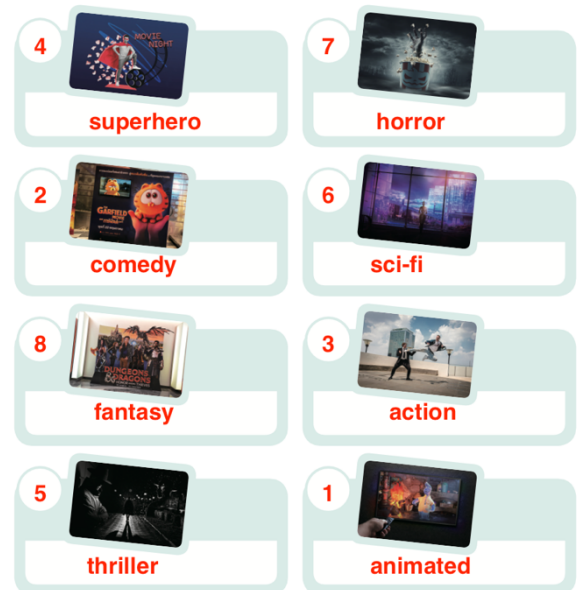 4
MOVIE
NIGHT
superhero
7
horror
2
GARFIELD
MOVIE
comedy
6
sci-fi
8
DUNGEONS
DRAGONS
fantasy
3
action
5
thriller
1
animated